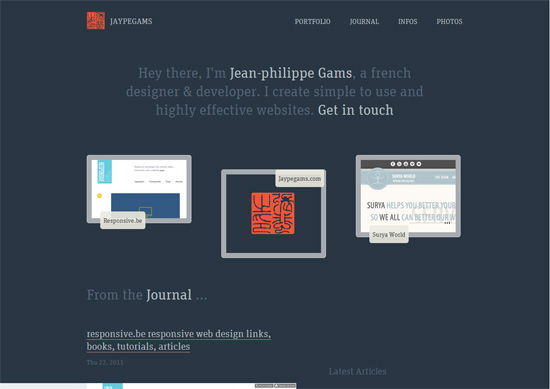 JAYPEGAMS
PORTFOLIO JOURNAL INFOS PHOTOS
Hey there, I'm Jean-philippe Gams, a french
designer & developer. I create simple to use and
highly effective websites. Get in touch
Responsive.be
Jaypegams.com
SURYA WORLD
SURYA HELPS YOU BETTER YOUR
SO WE ALL CAN BETTER OUR W
Surya World
From the Journal ...
responsive.be responsive web design links,
books, tutorials, articles
Thu 22, 2011
Latest Articles